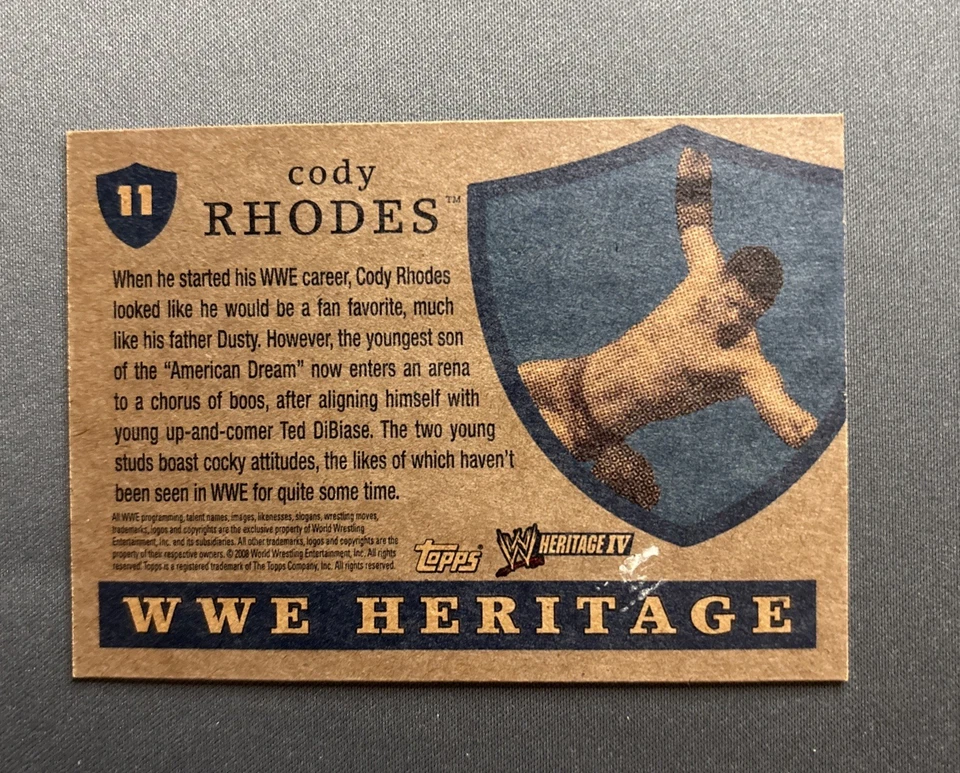 11
cody
RHODES™
When he started his WWE career, Cody Rhodes
looked like he would be a fan favorite, much
like his father Dusty. However, the youngest son
of the “American Dream” now enters an arena
to a chorus of boos, after aligning himself with
young up-and-comer Ted DiBiase. The two young
studs boast cocky attitudes, the likes of which haven’t
been seen in WWE for quite some time.
All WWE programming, talent names, images, likenesses, slogans, wrestling moves,
trademarks, logos and copyrights are the exclusive property of World Wrestling
Entertainment, Inc. and its subsidiaries. All other trademarks, logos and copyrights are the
property of their respective owners. © 2008 World Wrestling Entertainment, Inc. All rights
reserved. Topps is a registered trademark of The Topps Company, Inc. All rights reserved.
Topps®
W HERITAGE IV
WWE HERITAGE